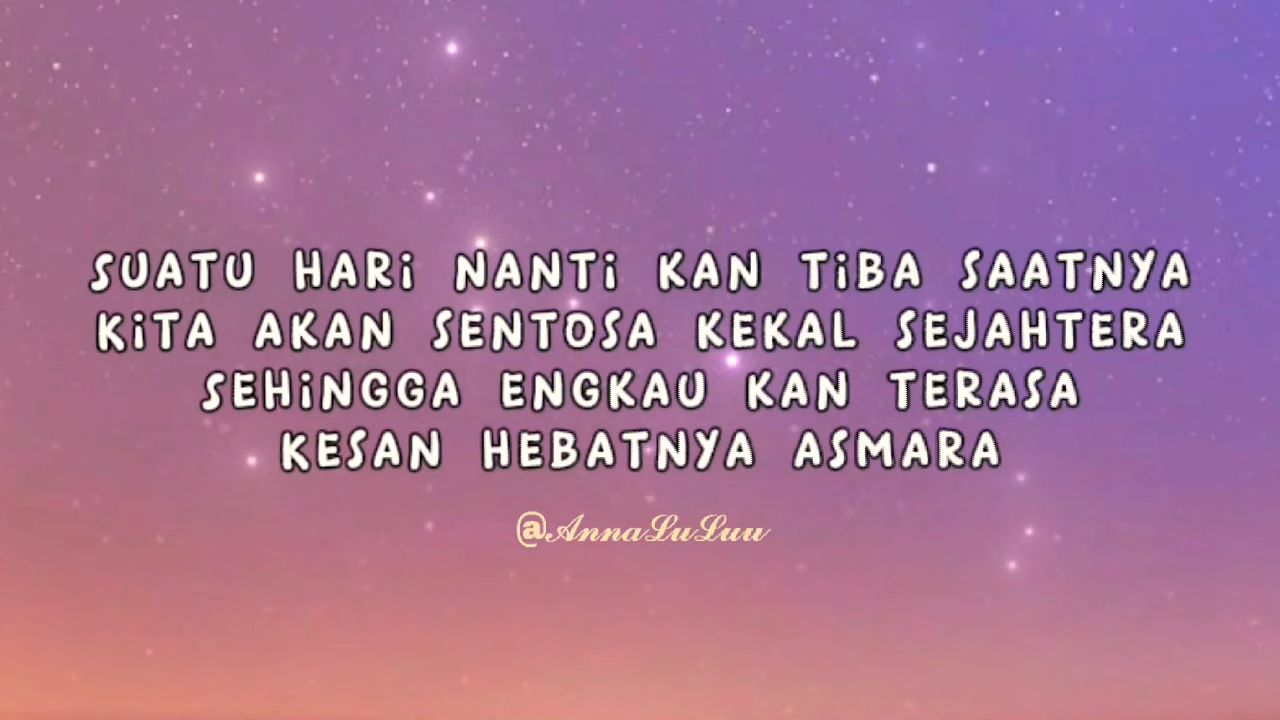 SUATU HARi NANTi KAN TiBA SAATNYA
KiTA AKAN SENTOSA KEKAL SEJAHTERA
SEHiNGGA ENGKAU KAN TERASA
KESAN HEBATNYA ASMARA
@AnnaLuLuu